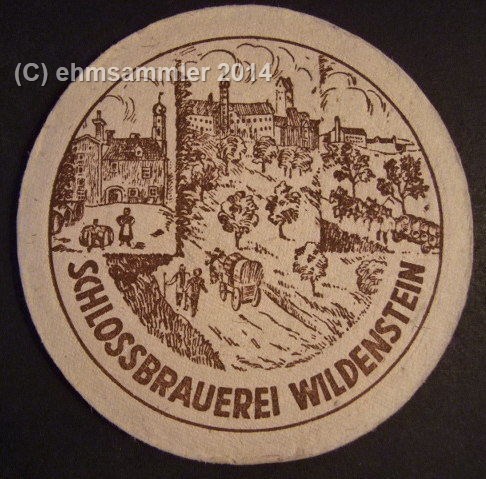 (C) ehmsammler 2014
SCHLOSSBRAUEREI WILDENSTEIN